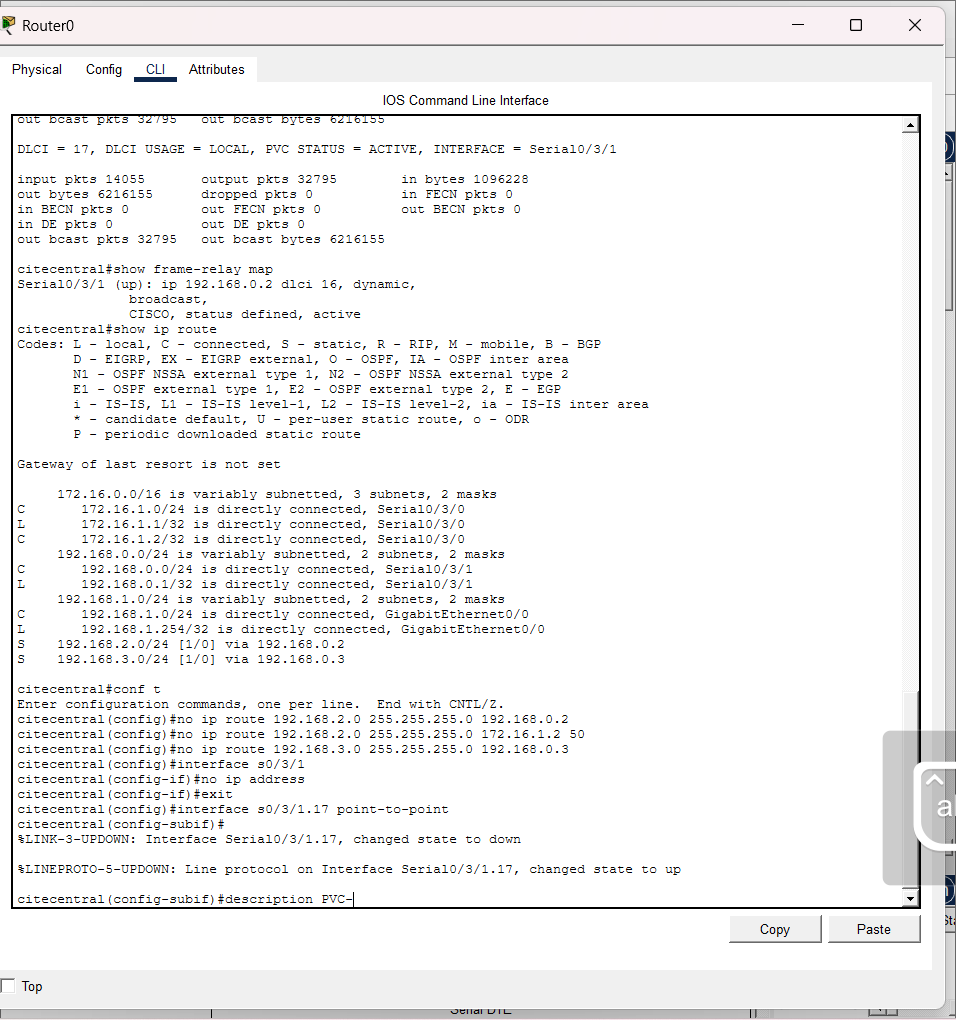 Router0
Physical Config CLI Attributes
IOS Command Line Interface
out bcast pkts 32795   out bcast bytes 6216155
DLCI = 17, DLCI USAGE = LOCAL, PVC STATUS = ACTIVE, INTERFACE = Serial0/3/1
input pkts 14055       output pkts 32795        in bytes 1096228
out bytes 6216155      dropped pkts 0           in FECN pkts 0
in BECN pkts 0         out FECN pkts 0          out BECN pkts 0
in DE pkts 0           out DE pkts 0
out bcast pkts 32795   out bcast bytes 6216155
citecentral#show frame-relay map
Serial0/3/1 (up): ip 192.168.0.2 dlci 16, dynamic,
              broadcast,
              CISCO, status defined, active
citecentral#show ip route
Codes: L - local, C - connected, S - static, R - RIP, M - mobile, B - BGP
       D - EIGRP, EX - EIGRP external, O - OSPF, IA - OSPF inter area
       N1 - OSPF NSSA external type 1, N2 - OSPF NSSA external type 2
       E1 - OSPF external type 1, E2 - OSPF external type 2, E - EGP
       i - IS-IS, L1 - IS-IS level-1, L2 - IS-IS level-2, ia - IS-IS inter area
       * - candidate default, U - per-user static route, o - ODR
       P - periodic downloaded static route
Gateway of last resort is not set
     172.16.0.0/16 is variably subnetted, 3 subnets, 2 masks
C       172.16.1.0/24 is directly connected, Serial0/3/0
L       172.16.1.1/32 is directly connected, Serial0/3/0
C       172.16.1.2/32 is directly connected, Serial0/3/0
     192.168.0.0/24 is variably subnetted, 2 subnets, 2 masks
C       192.168.0.0/24 is directly connected, Serial0/3/1
L       192.168.0.1/32 is directly connected, Serial0/3/1
     192.168.1.0/24 is variably subnetted, 2 subnets, 2 masks
C       192.168.1.0/24 is directly connected, GigabitEthernet0/0
L       192.168.1.254/32 is directly connected, GigabitEthernet0/0
S    192.168.2.0/24 [1/0] via 192.168.0.2
S    192.168.3.0/24 [1/0] via 192.168.0.3
citecentral#conf t
Enter configuration commands, one per line.  End with CNTL/Z.
citecentral(config)#no ip route 192.168.2.0 255.255.255.0 192.168.0.2
citecentral(config)#no ip route 192.168.2.0 255.255.255.0 172.16.1.2 50
citecentral(config)#no ip route 192.168.3.0 255.255.255.0 192.168.0.3
citecentral(config)#interface s0/3/1
citecentral(config-if)#no ip address
citecentral(config-if)#exit
citecentral(config)#interface s0/3/1.17 point-to-point
citecentral(config-subif)#
%LINK-3-UPDOWN: Interface Serial0/3/1.17, changed state to down
%LINEPROTO-5-UPDOWN: Line protocol on Interface Serial0/3/1.17, changed state to up
citecentral(config-subif)#description PVC-
Copy Paste
Top
Serial DTE